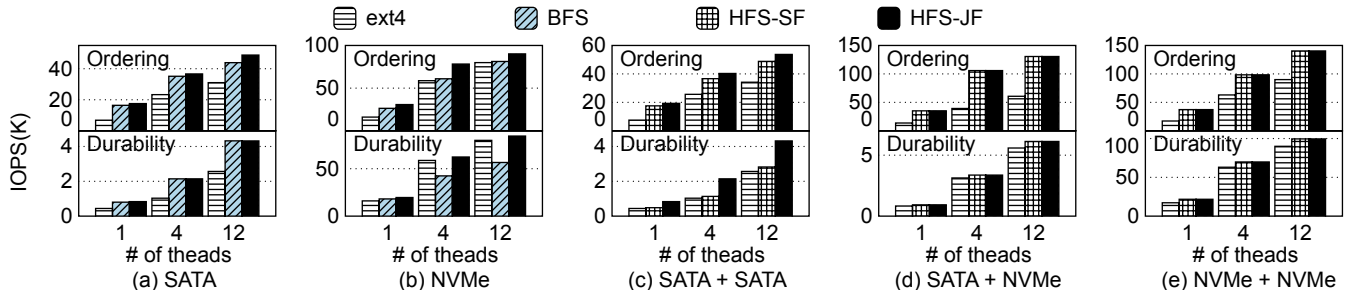 ext4 BFS HFS-SF HFS-JF
IOPS(K)
Ordering
40
20
0
Durability
4
2
0
1 4 12
# of theads
(a) SATA
Ordering
100
50
0
Durability
50
0
1 4 12
# of theads
(b) NVMe
Ordering
60
40
20
0
Durability
4
2
0
1 4 12
# of theads
(c) SATA + SATA
Ordering
150
100
50
0
Durability
5
0
1 4 12
# of theads
(d) SATA + NVMe
Ordering
150
100
50
0
Durability
100
50
0
1 4 12
# of theads
(e) NVMe + NVMe